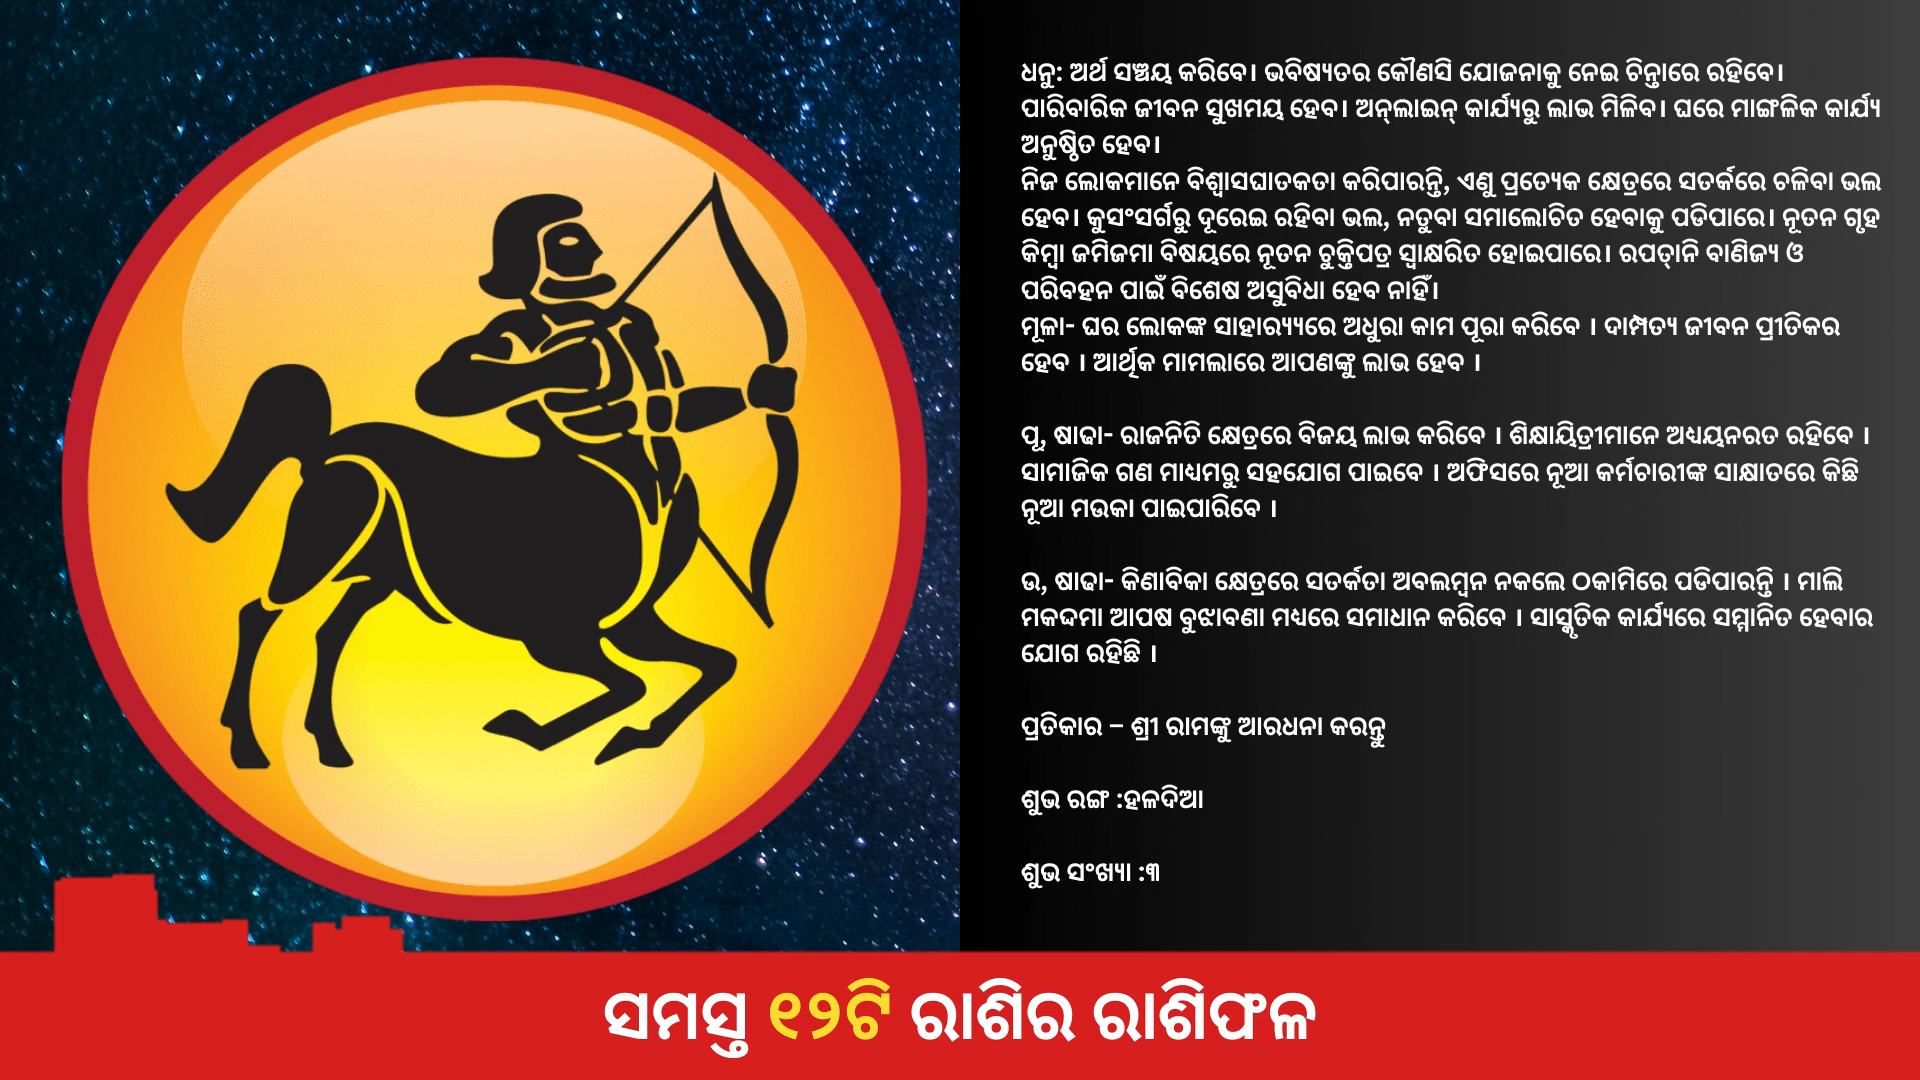 ଧନୁ: ଅର୍ଥ ସଞ୍ଚୟ କରିବେ। ଭବିଷ୍ୟତର କୌଣସି ଯୋଜନାକୁ ନେଇ ଚିନ୍ତାରେ ରହିବେ।
ପାରିବାରିକ ଜୀବନ ସୁଖମୟ ହେବ। ଅନ୍‌ଲାଇନ୍ କାର୍ଯ୍ୟରୁ ଲାଭ ମିଳିବ। ଘରେ ମାଙ୍ଗଳିକ କାର୍ଯ୍ୟ
ଅନୁଷ୍ଠିତ ହେବ।
ନିଜ ଲୋକମାନେ ବିଶ୍ୱାସଘାତକତା କରିପାରନ୍ତି, ଏଣୁ ପ୍ରତ୍ୟେକ କ୍ଷେତ୍ରରେ ସତର୍କରେ ଚଳିବା ଭଲ
ହେବ। କୁସଂସର୍ଗରୁ ଦୂରେଇ ରହିବା ଭଲ, ନତୁବା ସମାଲୋଚିତ ହେବାକୁ ପଡିପାରେ। ନୂତନ ଗୃହ
କିମ୍ବା ଜମିଜମା ବିଷୟରେ ନୂତନ ଚୁକ୍ତିପତ୍ର ସ୍ୱାକ୍ଷରିତ ହୋଇପାରେ। ରପତ୍ାନି ବାଣିଜ୍ୟ ଓ
ପରିବହନ ପାଇଁ ବିଶେଷ ଅସୁବିଧା ହେବ ନାହିଁ।
ମୂଳା- ଘର ଲୋକଙ୍କ ସାହାର୍‍ୟ୍ୟରେ ଅଧୁରା କାମ ପୂରା କରିବେ । ଦାମ୍ପତ୍ୟ ଜୀବନ ପ୍ରୀତିକର
ହେବ । ଆର୍ଥିକ ମାମଲାରେ ଆପଣଙ୍କୁ ଲାଭ ହେବ ।
ପୂ, ଷାଢା- ରାଜନିତି କ୍ଷେତ୍ରରେ ବିଜୟ ଲାଭ କରିବେ । ଶିକ୍ଷାୟିତ୍ରୀମାନେ ଅଧ୍ୟୟନରତ ରହିବେ ।
ସାମାଜିକ ଗଣ ମାଧ୍ୟମରୁ ସହଯୋଗ ପାଇବେ । ଅଫିସରେ ନୂଆ କର୍ମଚାରୀଙ୍କ ସାକ୍ଷାତରେ କିଛି
ନୂଆ ମଉକା ପାଇପାରିବେ ।
ଉ, ଷାଢା- କିଣାବିକା କ୍ଷେତ୍ରରେ ସତର୍କତା ଅବଲମ୍ବନ ନକଲେ ଠକାମିରେ ପଡିପାରନ୍ତି । ମାଲି
ମକଦ୍ଦମା ଆପଷ ବୁଝାବଣା ମଧ୍ୟରେ ସମାଧାନ କରିବେ । ସାସ୍କୃତିକ କାର୍ଯ୍ୟରେ ସମ୍ମାନିତ ହେବାର
ଯୋଗ ରହିଛି ।
ପ୍ରତିକାର – ଶ୍ରୀ ରାମଙ୍କୁ ଆରଧନା କରନ୍ତୁ
ଶୁଭ ରଙ୍ଗ :ହଳଦିଆ
ଶୁଭ ସଂଖ୍ୟା :୩
ସମସ୍ତ ୧୨ଟି ରାଶିର ରାଶିଫଳ